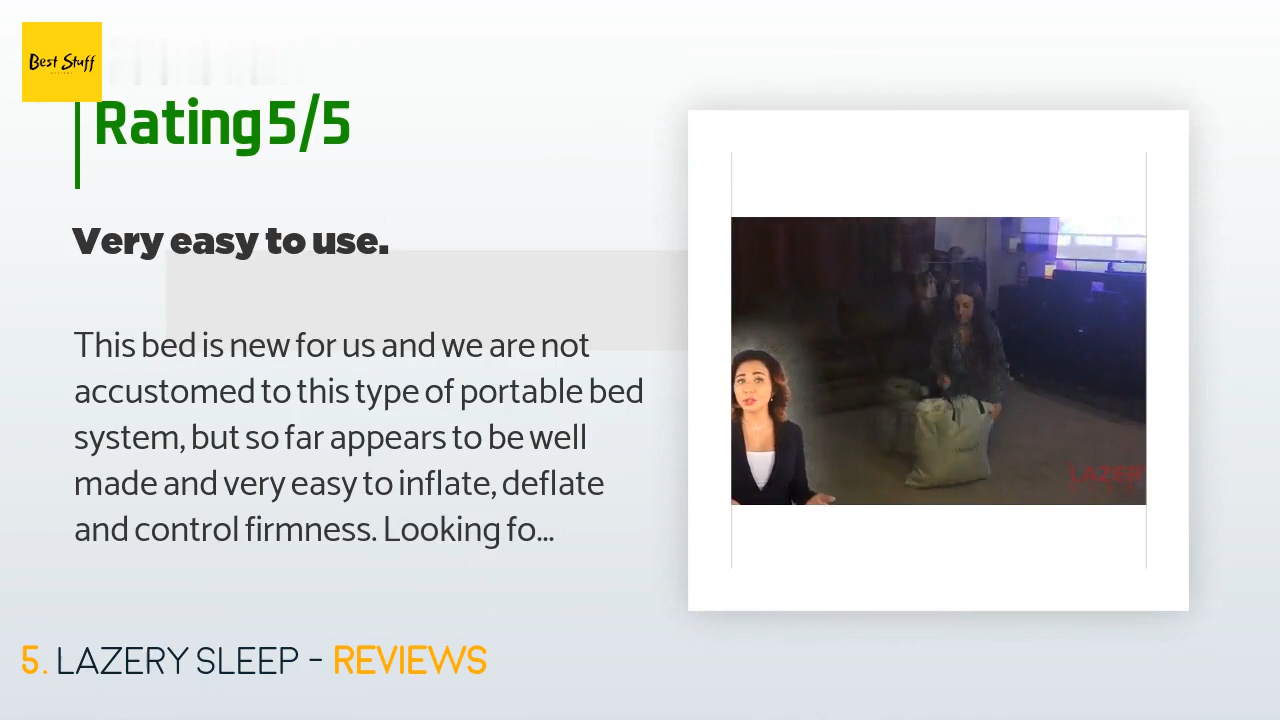 Best Stuff
Rating 5/5
Very easy to use.
This bed is new for us and we are not
accustomed to this type of portable bed
system, but so far appears to be well
made and very easy to inflate, deflate
and control firmness. Looking fo...
LAZER
5. LAZERY SLEEP - REVIEWS